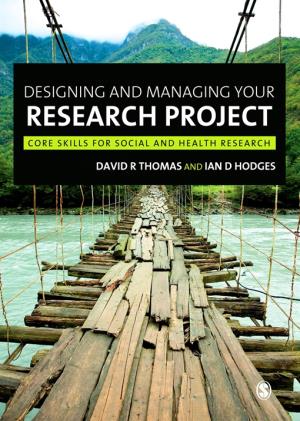 DESIGNING AND MANAGING YOUR
RESEARCH PROJECT
CORE SKILLS FOR SOCIAL AND HEALTH RESEARCH
DAVID R THOMAS AND IAN D HODGES
S